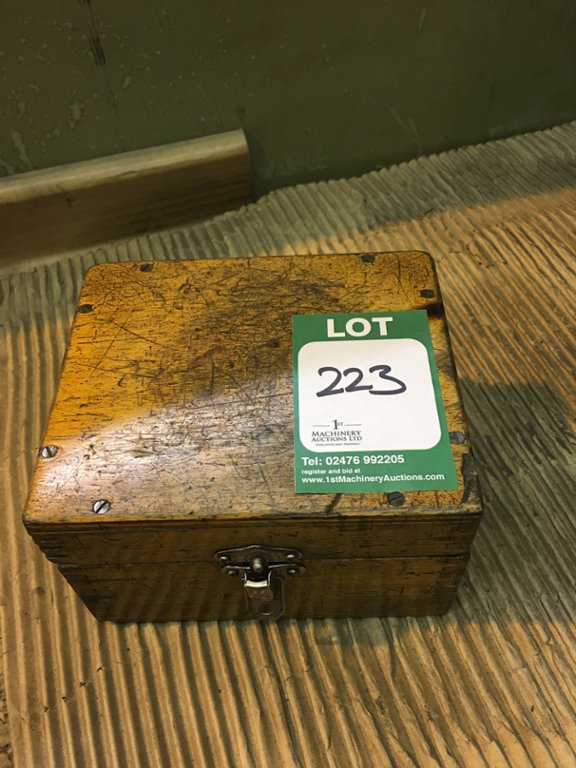 LOT
223
1ST
MACHINERY
AUCTIONS LTD
Tel: 02476 992205
register and bid at
www.1stMachineryAuctions.com